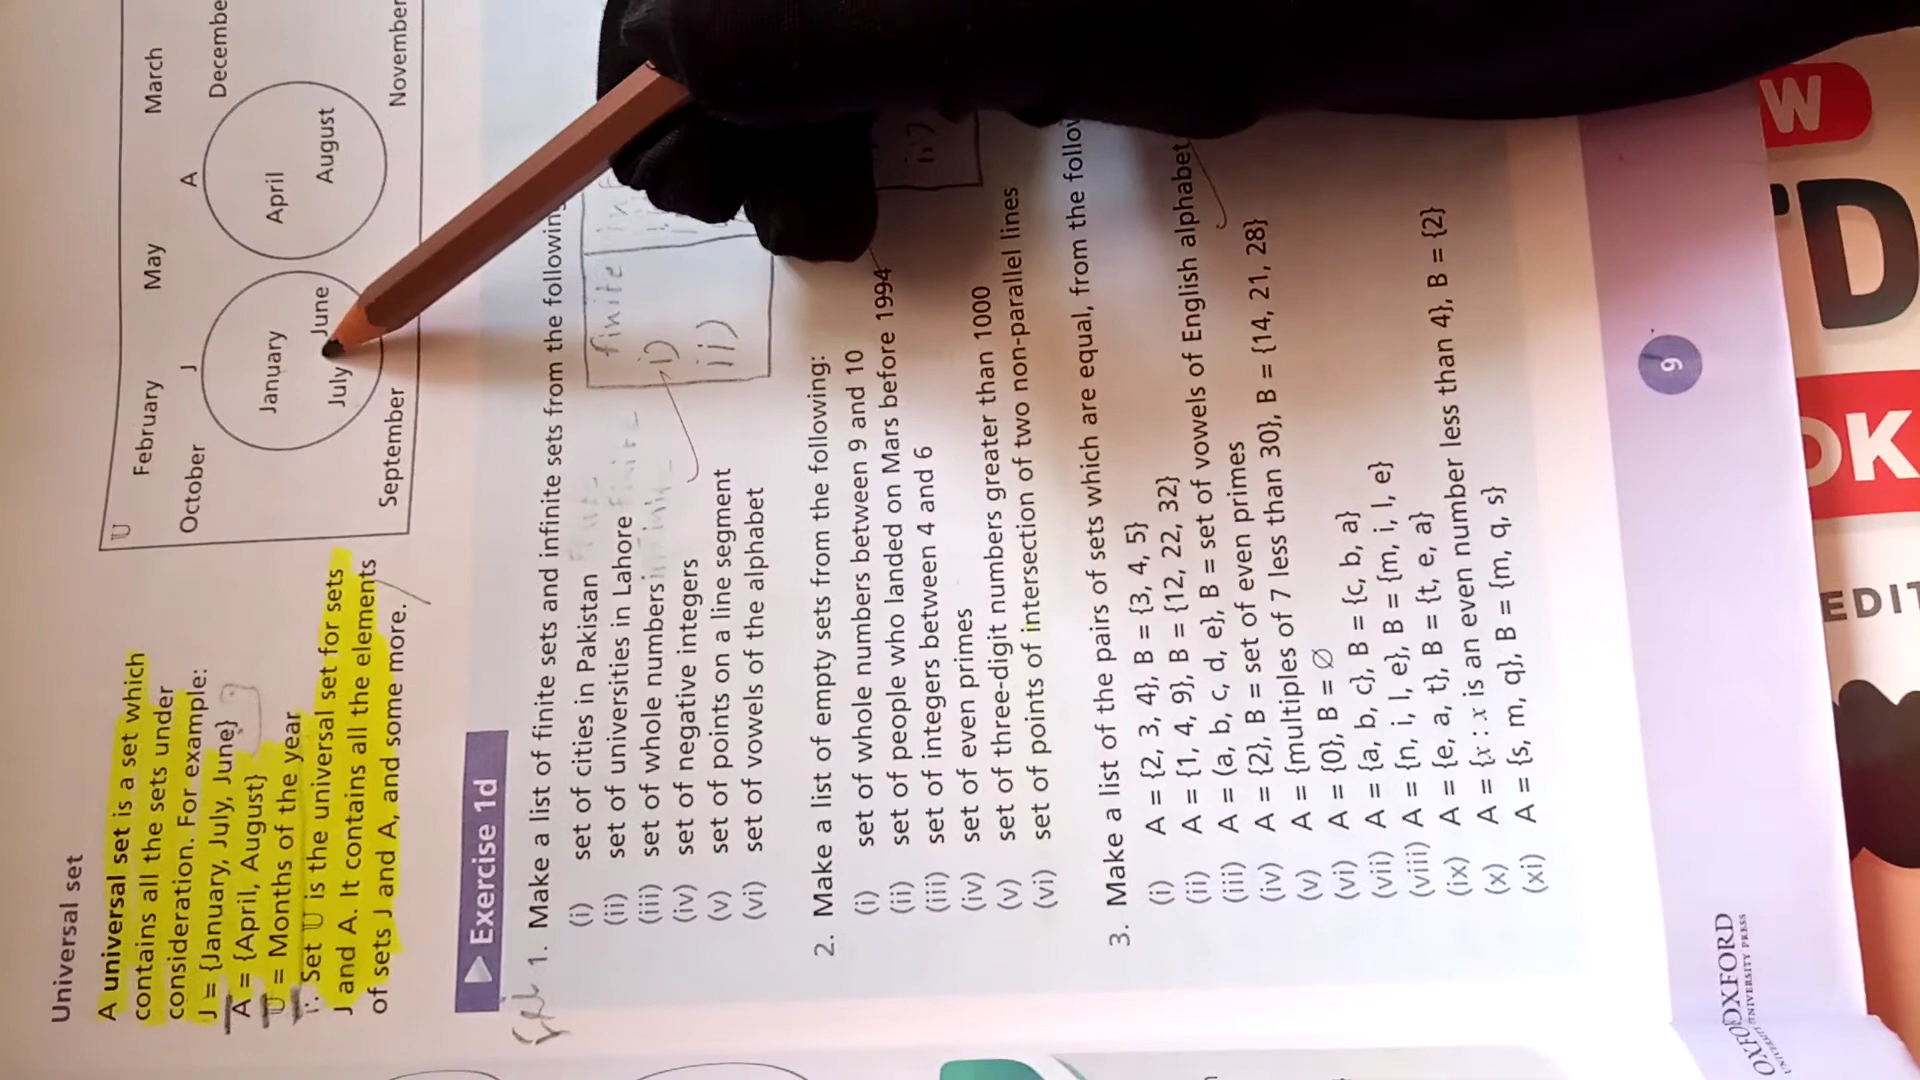 Universal set
A universal set is a set which
contains all the sets under
consideration. For example:
J = {January, July, June}
A = {April, August}
𝕌 = Months of the year
∴ Set 𝕌 is the universal set for sets
J and A. It contains all the elements
of sets J and A, and some more.
𝕌
February May March
October J A Decembe
January April
July June August
September November
Exercise 1d
1. Make a list of finite sets and infinite sets from the following
(i) set of cities in Pakistan
(ii) set of universities in Lahore
(iii) set of whole numbers
(iv) set of negative integers
(v) set of points on a line segment
(vi) set of vowels of the alphabet
finite inf
i)
ii)
2. Make a list of empty sets from the following:
(i) set of whole numbers between 9 and 10
(ii) set of people who landed on Mars before 1994
(iii) set of integers between 4 and 6
(iv) set of even primes
(v) set of three-digit numbers greater than 1000
(vi) set of points of intersection of two non-parallel lines
3. Make a list of the pairs of sets which are equal, from the follow
(i) A = {2, 3, 4}, B = {3, 4, 5}
(ii) A = {1, 4, 9}, B = {12, 22, 32}
(iii) A = (a, b, c, d, e}, B = set of vowels of English alphabet
(iv) A = {2}, B = set of even primes
(v) A = {multiples of 7 less than 30}, B = {14, 21, 28}
(vi) A = {0}, B = ∅
(vii) A = {a, b, c}, B = {c, b, a}
(viii) A = {n, i, l, e}, B = {m, i, l, e}
(ix) A = {e, a, t}, B = {t, e, a}
(x) A = {x : x is an even number less than 4}, B = {2}
(xi) A = {s, m, q}, B = {m, q, s}
OXFORD
UNIVERSITY PRESS
9
W
TD
OK
EDIT